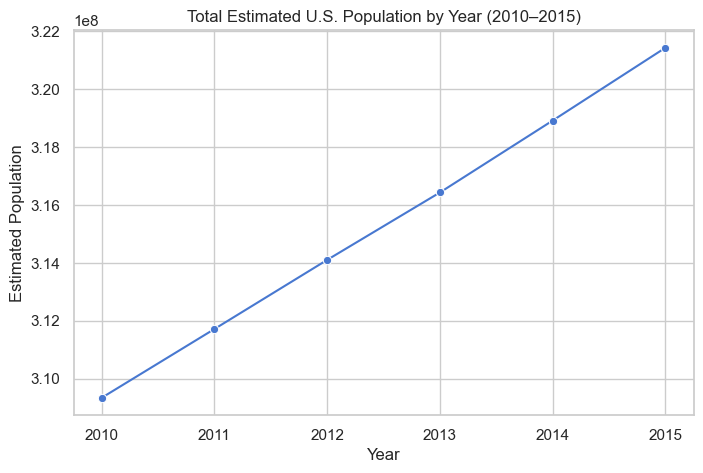 Total Estimated U.S. Population by Year (2010–2015)
1e8
3.22
3.20
3.18
3.16
3.14
3.12
3.10
Estimated Population
2010 2011 2012 2013 2014 2015
Year